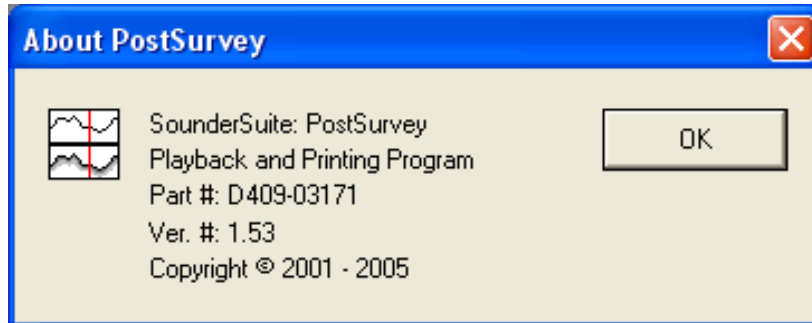 About PostSurvey
SounderSuite: PostSurvey
OK
Playback and Printing Program
Part #: D409-03171
Ver. #: 1.53
Copyright © 2001 - 2005